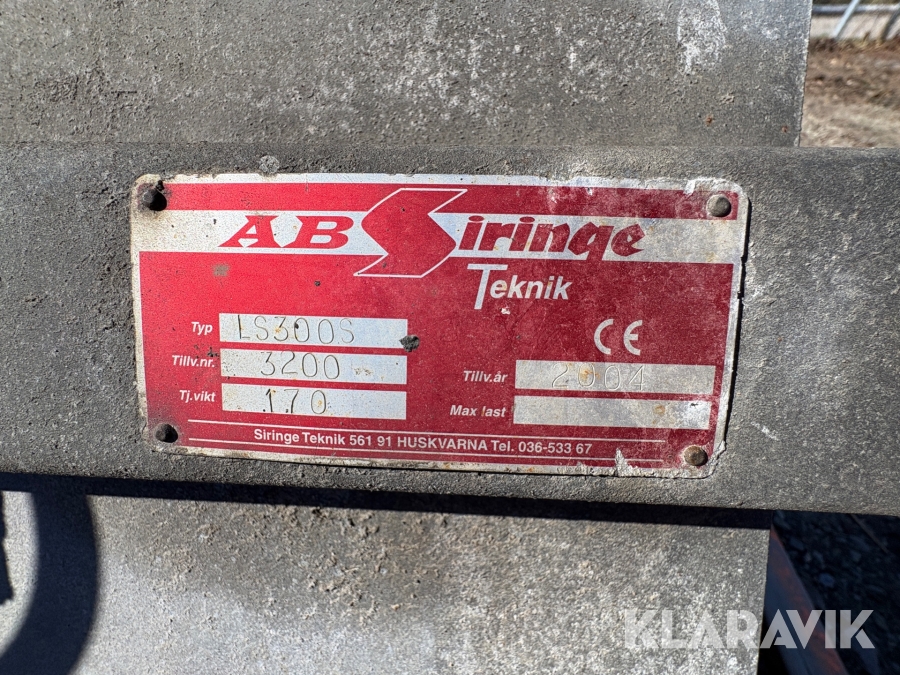 AB Siringe
Teknik
Typ LS300S
CE
Tillv.nr. 3200
Tillv.år 2004
Tj.vikt 170
Max last
Siringe Teknik 561 91 HUSKVARNA Tel. 036-533 67
KLARAVIK